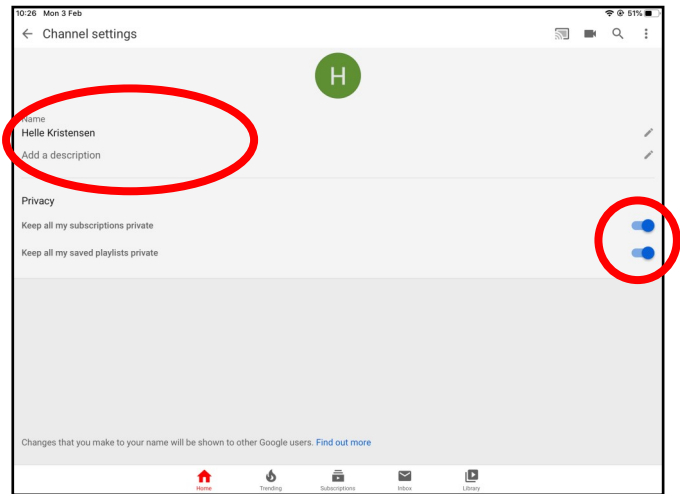 10:26 Mon 3 Feb 51%
Channel settings
H
Name
Helle Kristensen
Add a description
Privacy
Keep all my subscriptions private
Keep all my saved playlists private
Changes that you make to your name will be shown to other Google users. Find out more
Home Trending Subscriptions Inbox Library